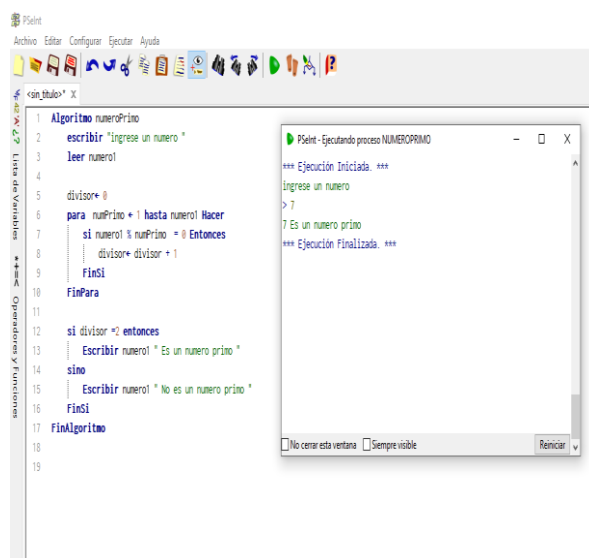 PSeInt
Archivo Editar Configurar Ejecutar Ayuda
<sin_titulo>* X
Lista de Variables
*+=< Operadores y Funciones
1 Algoritmo numeroPrimo
2 escribir "ingrese un numero "
3 leer numero1
4
5 divisor← 0
6 para numPrimo ← 1 hasta numero1 Hacer
7 si numero1 % numPrimo = 0 Entonces
8 divisor← divisor + 1
9 FinSi
10 FinPara
11
12 si divisor =2 entonces
13 Escribir numero1 " Es un numero primo "
14 sino
15 Escribir numero1 " No es un numero primo "
16 FinSi
17 FinAlgoritmo
18
19
PSeInt - Ejecutando proceso NUMEROPRIMO
*** Ejecución Iniciada. ***
ingrese un numero
> 7
7 Es un numero primo
*** Ejecución Finalizada. ***
No cerrar esta ventana Siempre visible Reiniciar